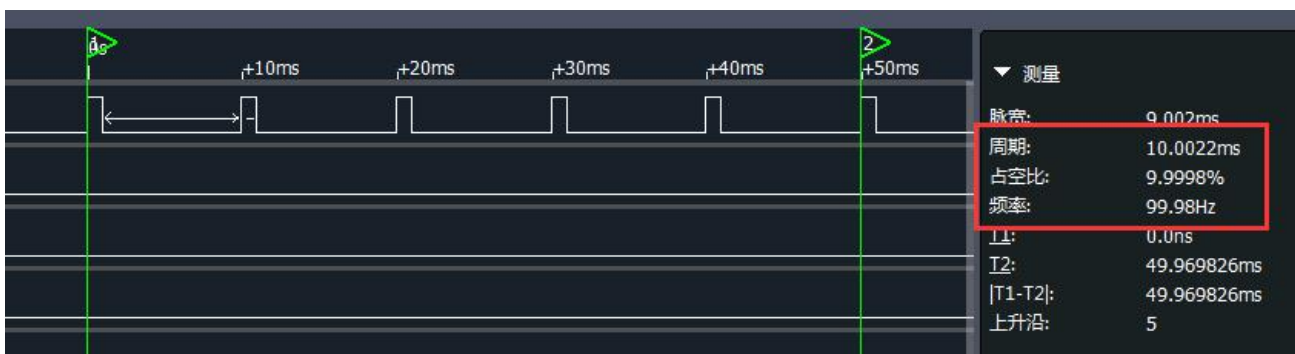 0s
2
+10ms
+20ms
+30ms
+40ms
+50ms
▼ 测量
脉宽: 9.002ms
周期: 10.0022ms
占空比: 9.9998%
频率: 99.98Hz
T1: 0.0ns
T2: 49.969826ms
|T1-T2|: 49.969826ms
上升沿: 5